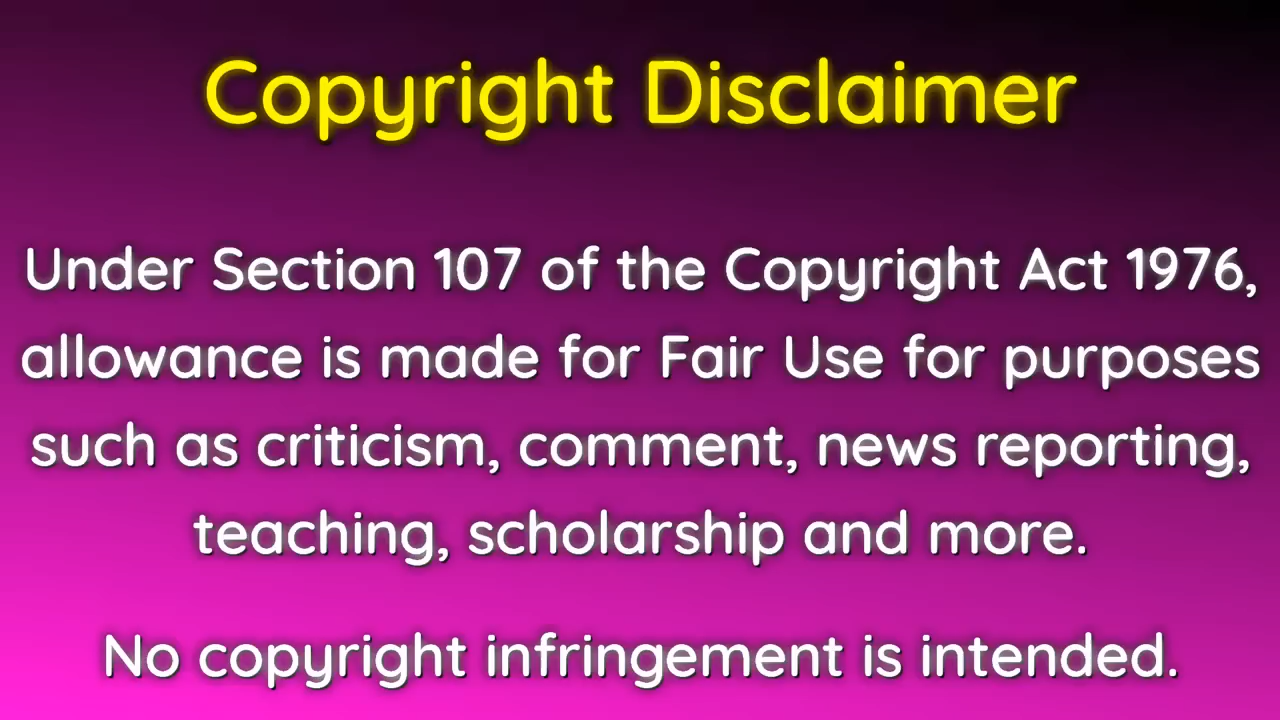 Copyright Disclaimer
Under Section 107 of the Copyright Act 1976,
allowance is made for Fair Use for purposes
such as criticism, comment, news reporting,
teaching, scholarship and more.
No copyright infringement is intended.